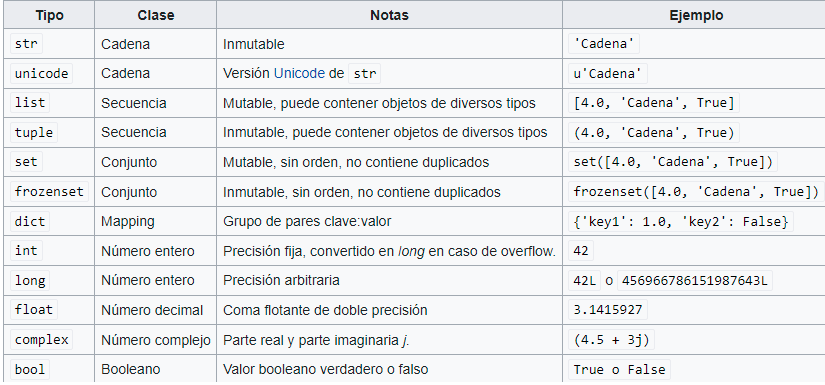 Tipo Clase Notas Ejemplo
str Cadena Inmutable 'Cadena'
unicode Cadena Versión Unicode de str u'Cadena'
list Secuencia Mutable, puede contener objetos de diversos tipos [4.0, 'Cadena', True]
tuple Secuencia Inmutable, puede contener objetos de diversos tipos (4.0, 'Cadena', True)
set Conjunto Mutable, sin orden, no contiene duplicados set([4.0, 'Cadena', True])
frozenset Conjunto Inmutable, sin orden, no contiene duplicados frozenset([4.0, 'Cadena', True])
dict Mapping Grupo de pares clave:valor {'key1': 1.0, 'key2': False}
int Número entero Precisión fija, convertido en long en caso de overflow. 42
long Número entero Precisión arbitraria 42L o 456966786151987643L
float Número decimal Coma flotante de doble precisión 3.1415927
complex Número complejo Parte real y parte imaginaria j. (4.5 + 3j)
bool Booleano Valor booleano verdadero o falso True o False